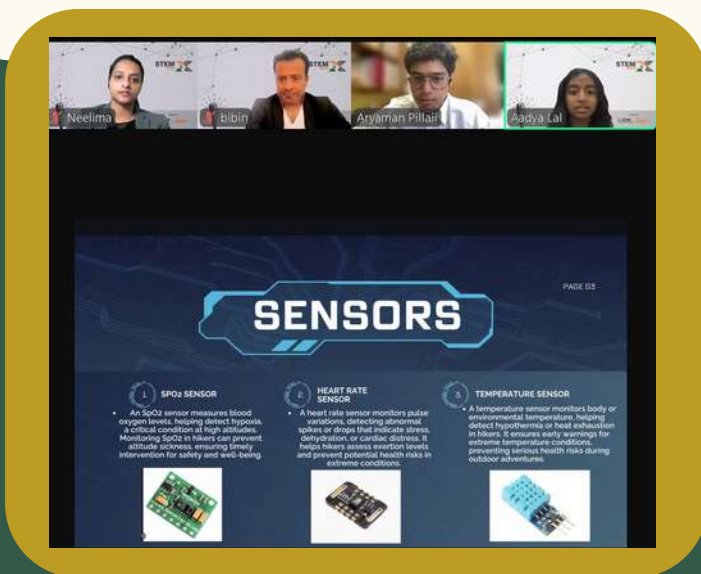 STEM
STEM
STEM
Neelima
bibin
Aryaman Pillaii
Aadya Lal
PAGE 03
SENSORS
1. SPO2 SENSOR
• An SpO2 sensor measures blood
oxygen levels, helping detect hypoxia,
a critical condition at high altitudes.
Monitoring SpO2 in hikers can prevent
altitude sickness, ensuring timely
intervention for safety and well-being.
2. HEART RATE
SENSOR
• A heart rate sensor monitors pulse
variations, detecting abnormal
spikes or drops that indicate stress,
dehydration, or cardiac distress. It
helps hikers assess exertion levels
and prevent potential health risks in
extreme conditions.
3. TEMPERATURE SENSOR
• A temperature sensor monitors body or
environmental temperature, helping
detect hypothermia or heat exhaustion
in hikers. It ensures early warnings for
extreme temperature conditions,
preventing serious health risks during
outdoor adventures.